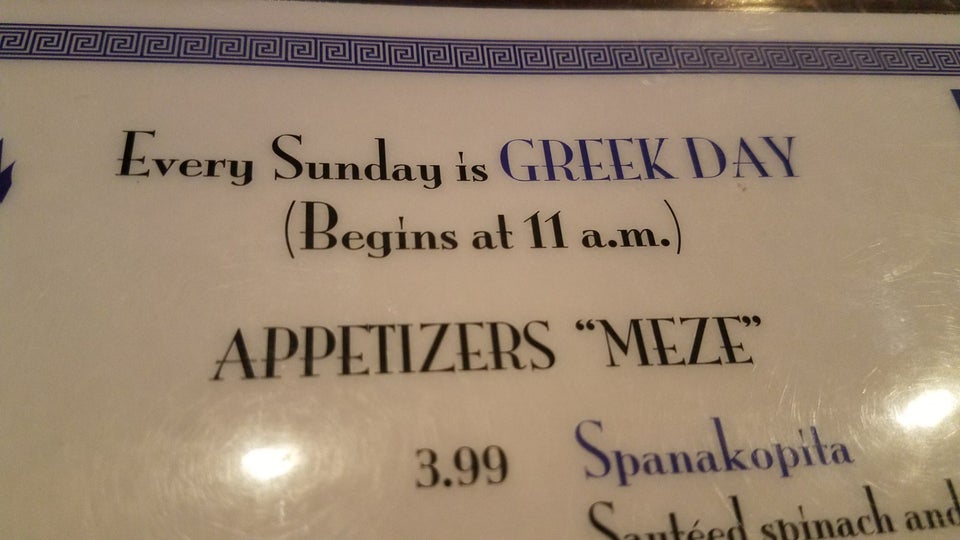 Every Sunday is GREEK DAY
(Begins at 11 a.m.)
APPETIZERS “MEZE”
3.99 Spanakopita
Sautéed spinach and